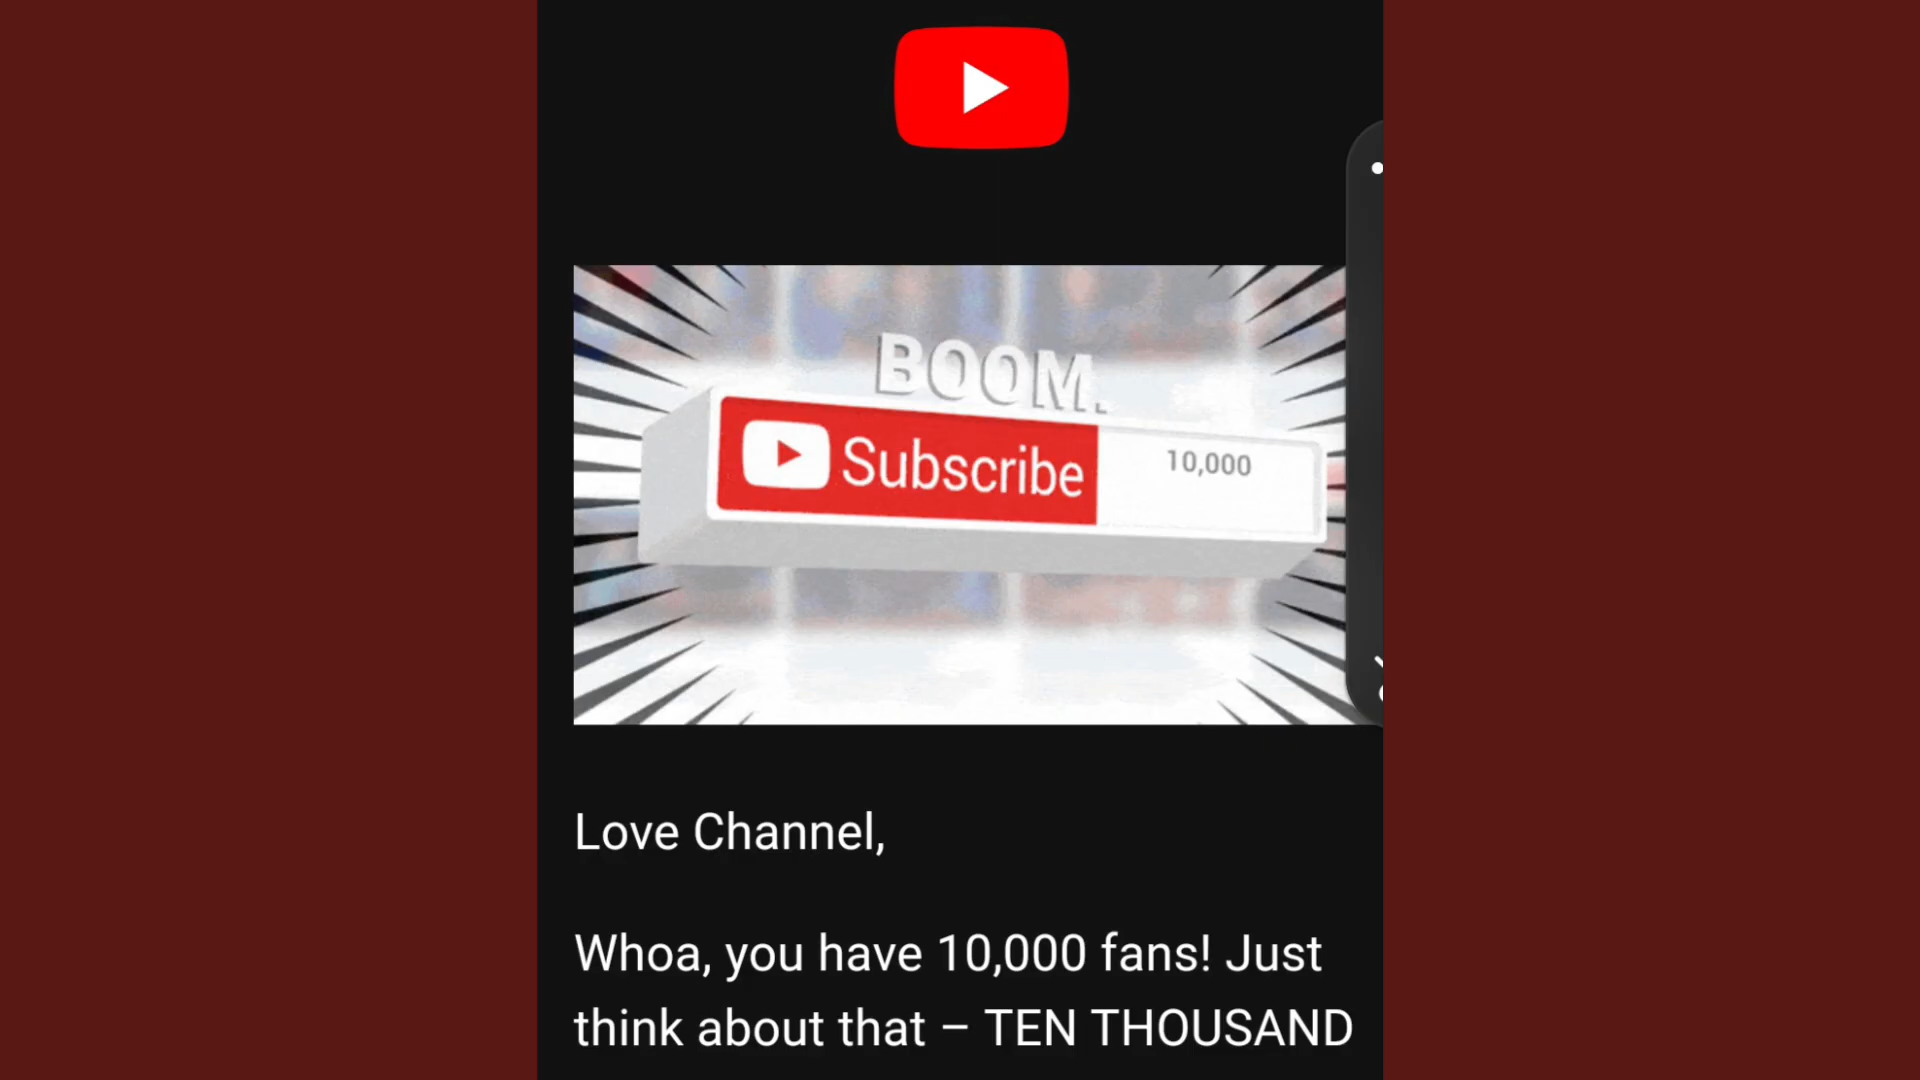 BOOM.
Subscribe 10,000
Love Channel,
Whoa, you have 10,000 fans! Just
think about that – TEN THOUSAND